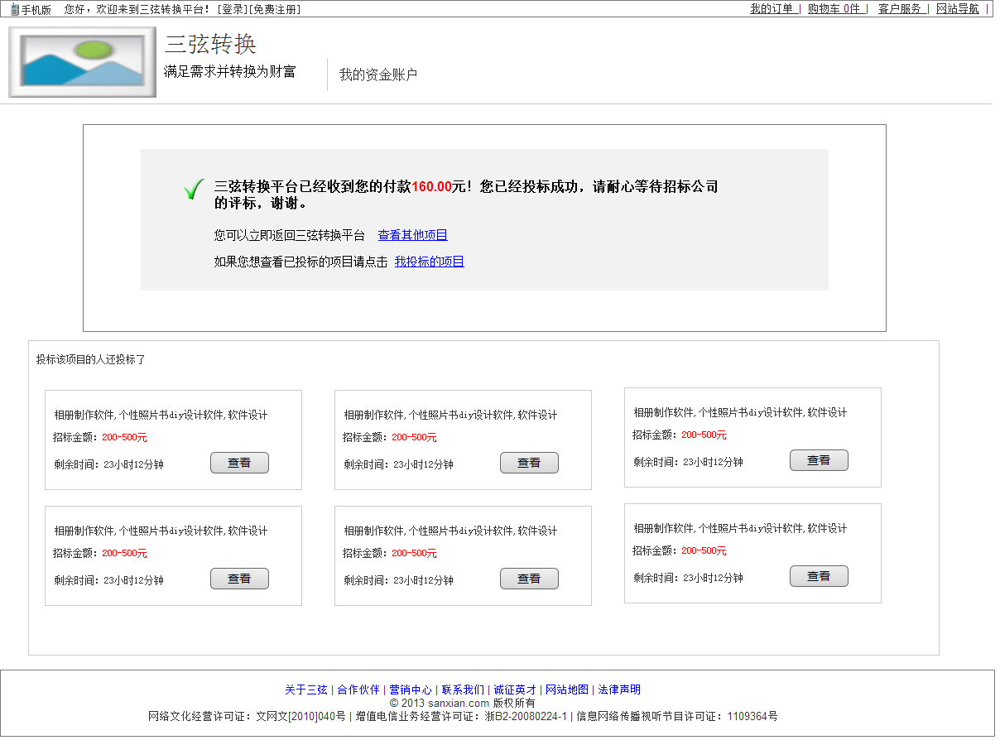 手机版 您好，欢迎来到三弦转换平台！[登录][免费注册] 我的订单 | 购物车 0件 | 客户服务 | 网站导航 |
三弦转换
满足需求并转换为财富
我的资金账户
三弦转换平台已经收到您的付款160.00元！您已经投标成功，请耐心等待招标公司
的评标，谢谢。
您可以立即返回三弦转换平台 查看其他项目
如果您想查看已投标的项目请点击 我投标的项目
投标该项目的人还投标了
相册制作软件,个性照片书diy设计软件,软件设计
招标金额：200-500元
剩余时间：23小时12分钟 查看
相册制作软件,个性照片书diy设计软件,软件设计
招标金额：200-500元
剩余时间：23小时12分钟 查看
相册制作软件,个性照片书diy设计软件,软件设计
招标金额：200-500元
剩余时间：23小时12分钟 查看
相册制作软件,个性照片书diy设计软件,软件设计
招标金额：200-500元
剩余时间：23小时12分钟 查看
相册制作软件,个性照片书diy设计软件,软件设计
招标金额：200-500元
剩余时间：23小时12分钟 查看
相册制作软件,个性照片书diy设计软件,软件设计
招标金额：200-500元
剩余时间：23小时12分钟 查看
关于三弦 | 合作伙伴 | 营销中心 | 联系我们 | 诚征英才 | 网站地图 | 法律声明
© 2013 sanxian.com 版权所有
网络文化经营许可证：文网文[2010]040号 | 增值电信业务经营许可证：浙B2-20080224-1 | 信息网络传播视听节目许可证：1109364号